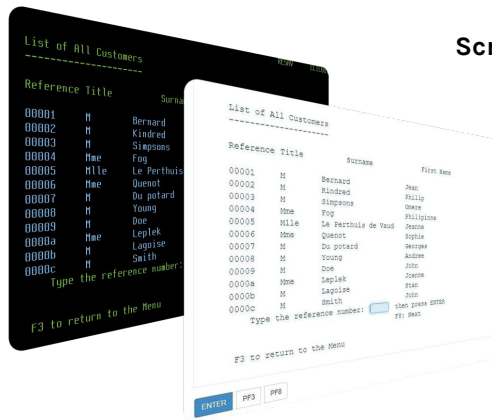 Scr
List of All Customers
--------------------
Reference Title Surna
00001 M Bernard
00002 M Kindred
00003 M Simpsons
00004 Mme Fog
00005 Mlle Le Perthuis
00006 Mme Quenot
00007 M Du potard
00008 M Young
00009 M Doe
0000a Mme Leplek
0000b M Lagoise
0000c M Smith
Type the reference number:
F3 to return to the Menu
List of All Customers
--------------------
Reference Title Surname First Name
00001 M Bernard Jean
00002 M Kindred Philip
00003 M Simpsons Omere
00004 Mme Fog Philipinne
00005 Mlle Le Perthuis de Vaud Jeanne
00006 Mme Quenot Sophie
00007 M Du potard Georges
00008 M Young Andree
00009 M Doe John
0000a Mme Leplek Joanne
0000b M Lagoise Stan
0000c M Smith John
Type the reference number: then press ENTER
F8: Next
F3 to return to the Menu
ENTER PF3 PF8